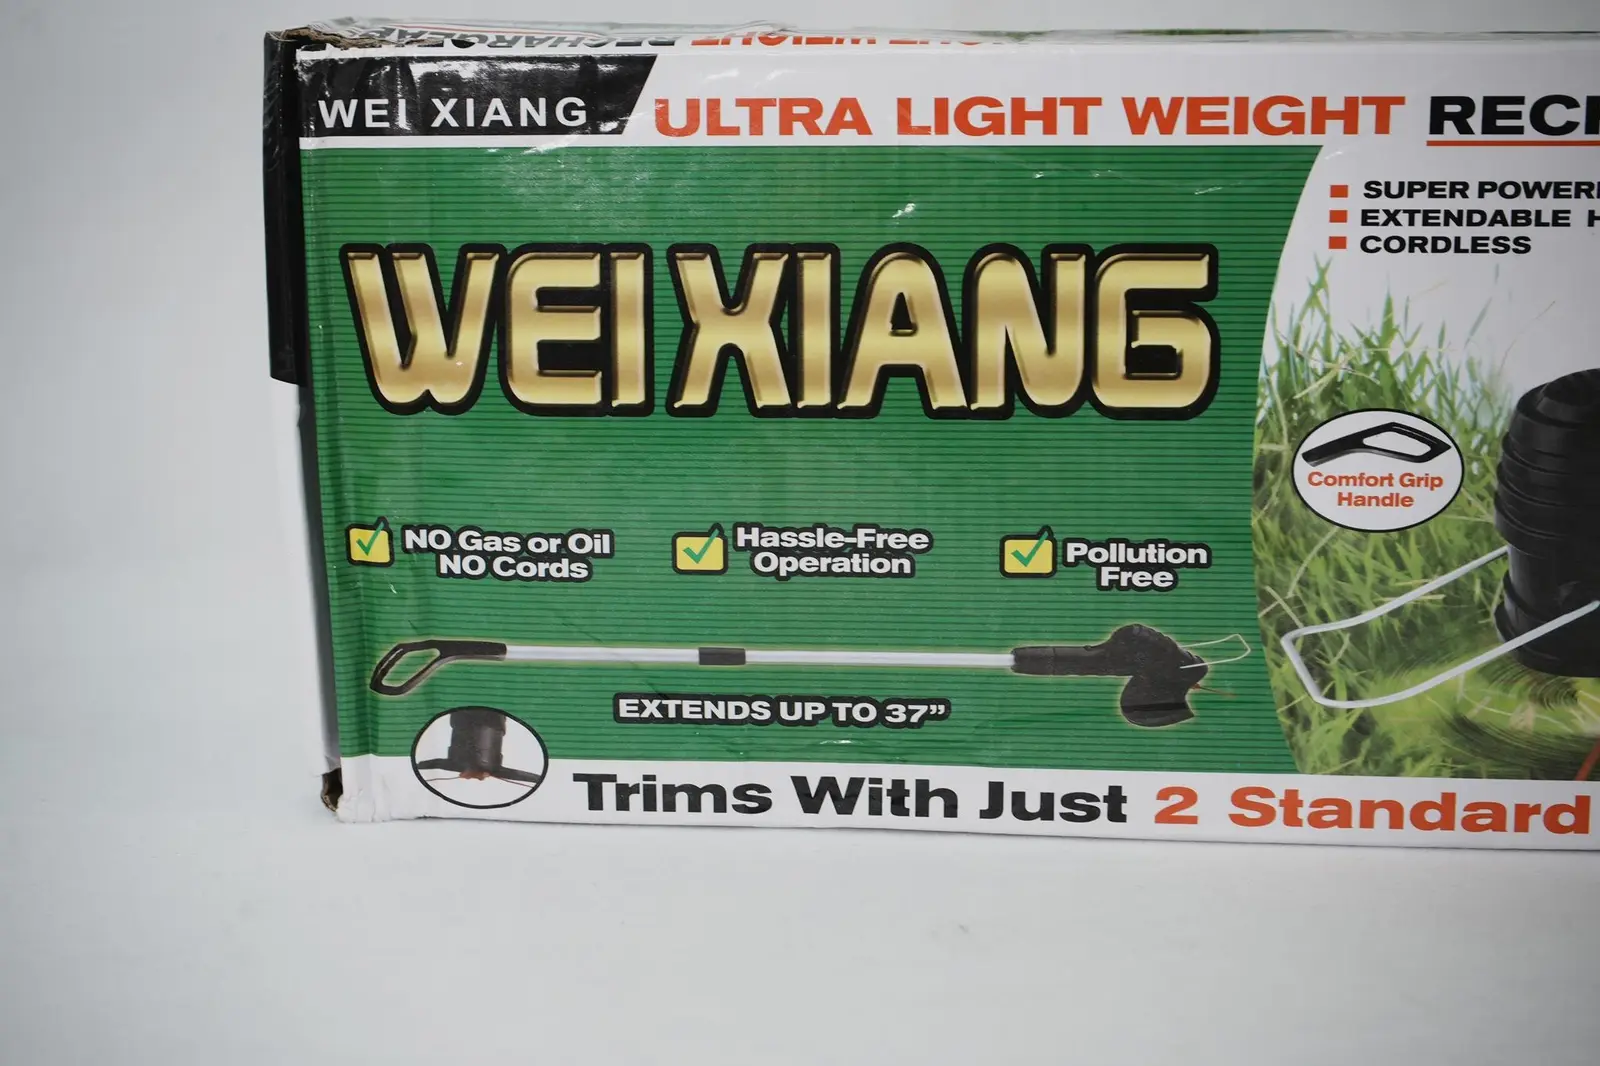 WEI XIANG ULTRA LIGHT WEIGHT
SUPER
EXTENDABLE
CORDLESS
WEI XIANG
Comfort Grip
Handle
NO Gas or Oil
NO Cords
Hassle-Free
Operation
Pollution
Free
EXTENDS UP TO 37”
Trims With Just 2 Standard